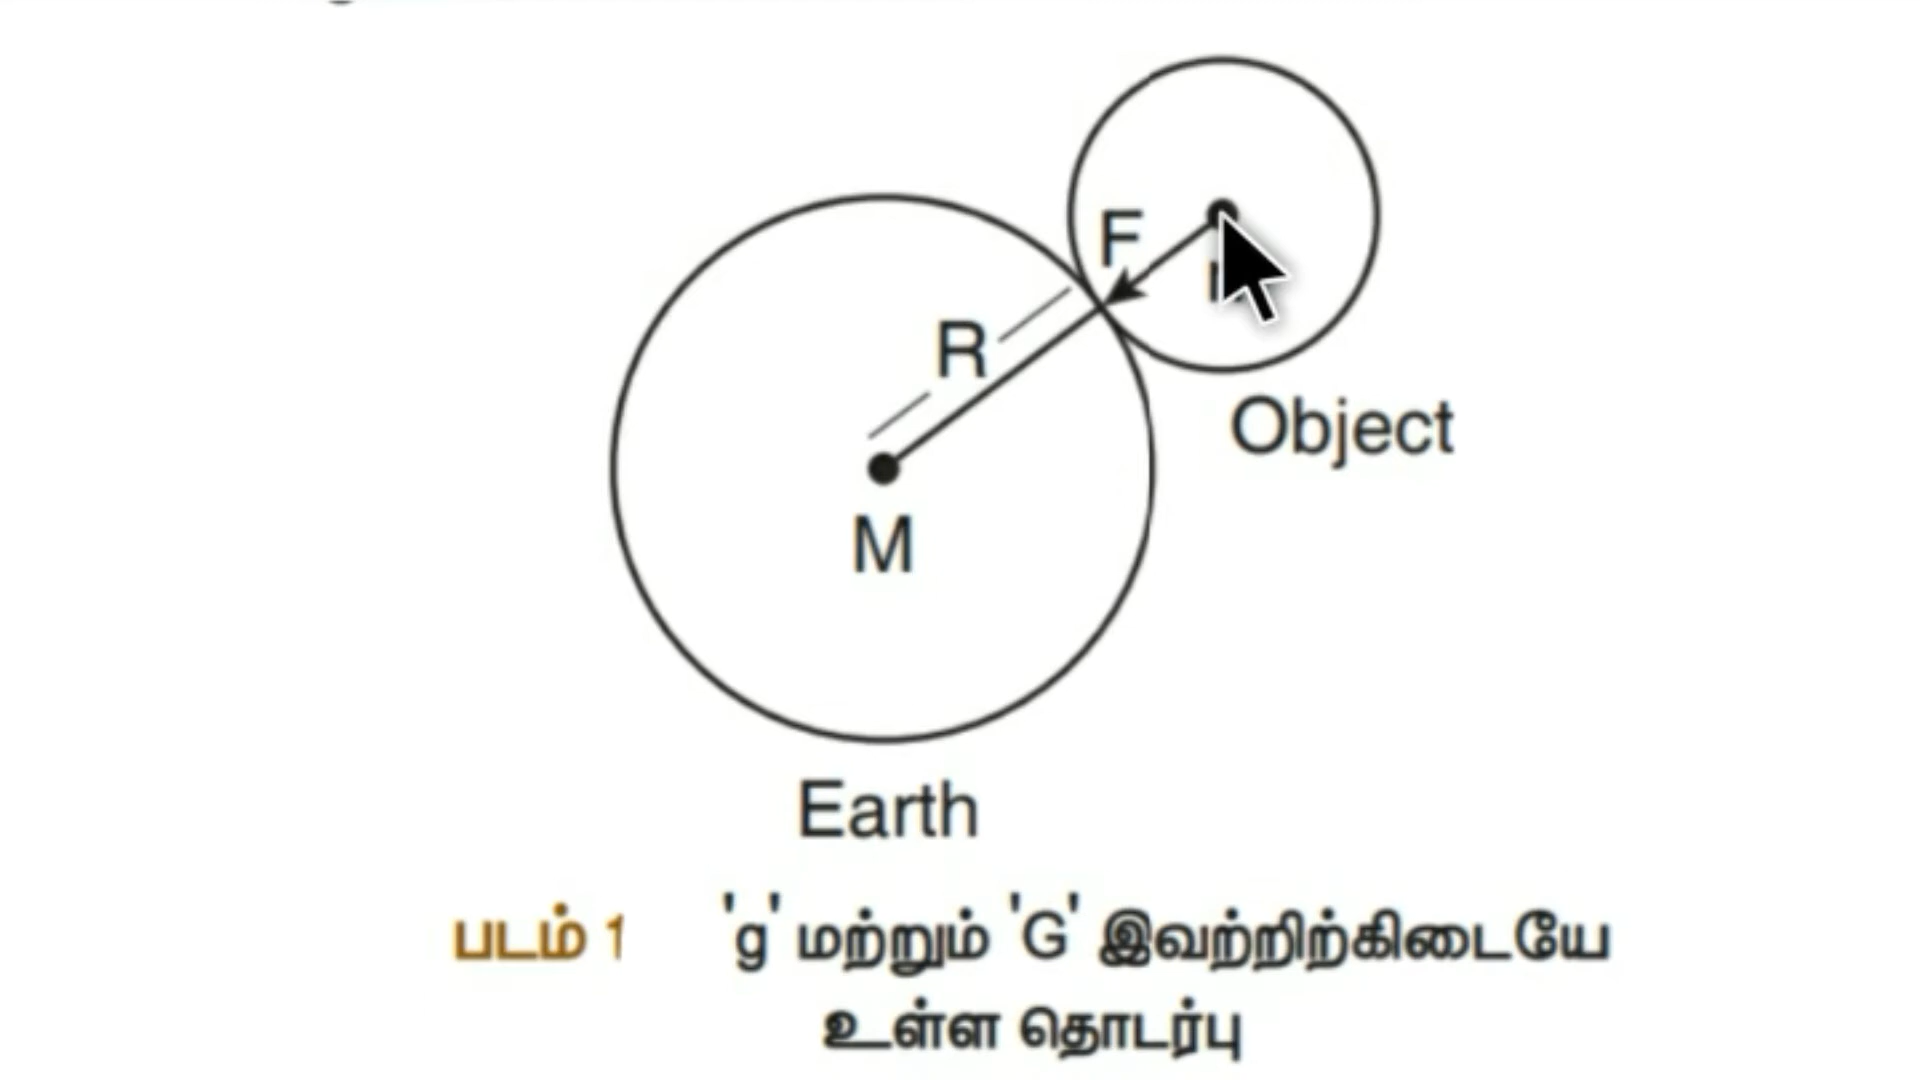 F
R
Object
M
Earth
படம் 1 'g' மற்றும் 'G' இவற்றிற்கிடையே
உள்ள தொடர்பு